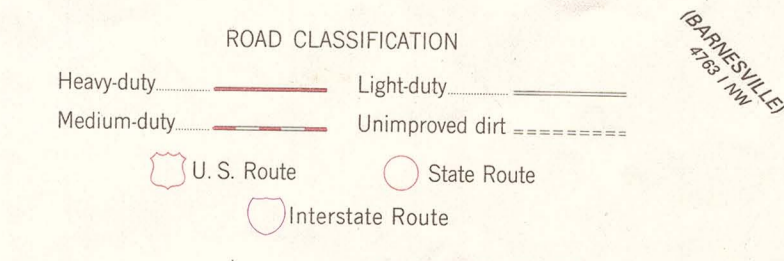 ROAD CLASSIFICATION
Heavy-duty
Light-duty
Medium-duty
Unimproved dirt
U. S. Route
State Route
Interstate Route
(BARNESVILLE)
4763 I NW